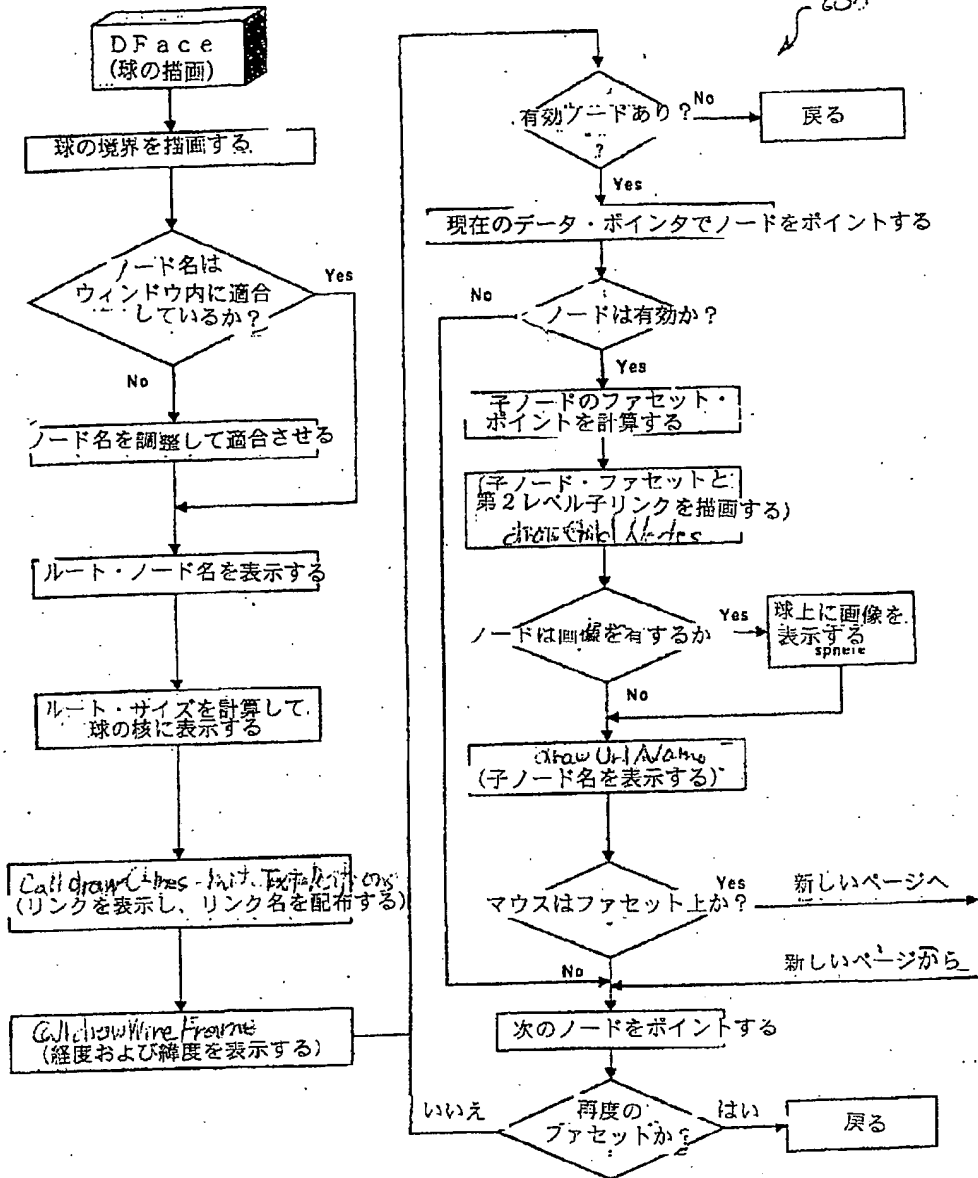 DFace
(球の描画)
球の境界を描画する
ノード名は
ウィンドウ内に適合
しているか?
Yes
No
ノード名を調整して適合させる
ルート・ノード名を表示する
ルート・サイズを計算して
球の核に表示する
(リンクを表示し、リンク名を配布する)
(経度および緯度を表示する)
有効ノードあり?
?
No
戻る
Yes
現在のデータ・ポインタでノードをポイントする
No
ノードは有効か?
Yes
子ノードのファセット・
ポイントを計算する
(子ノード・ファセットと
第2レベル子リンクを描画する)
ノードは画像を有するか
Yes
球上に画像を
表示する
sphere
No
drawUrlName
(子ノード名を表示する)
マウスはファセット上か?
Yes
新しいページへ
No
新しいページから
次のノードをポイントする
いいえ
再度の
ファセットか?
はい
戻る